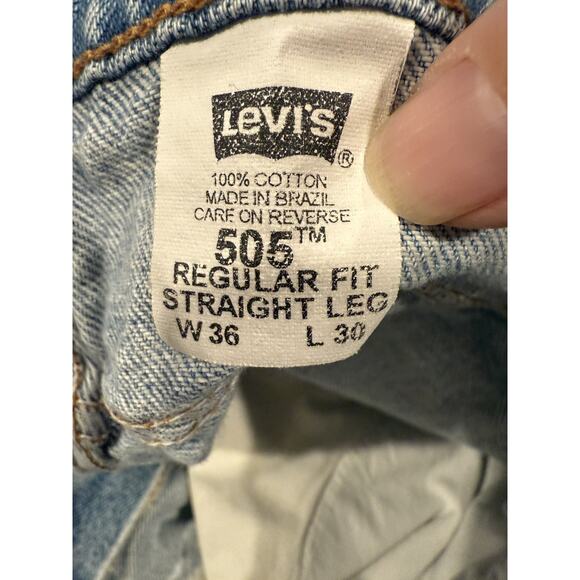 Levi's ®
100% COTTON
MADE IN BRAZIL
CARE ON REVERSE
505™
REGULAR FIT
STRAIGHT LEG
W 36 L 30